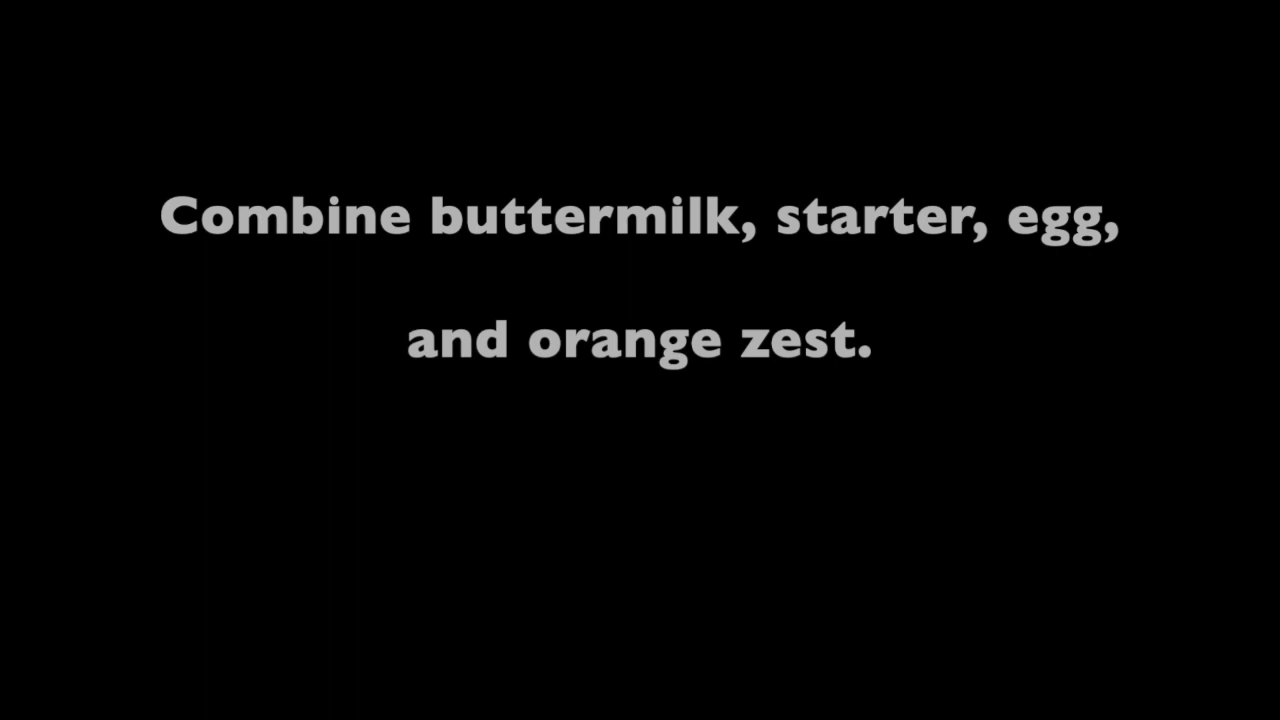 Combine buttermilk, starter, egg,
and orange zest.